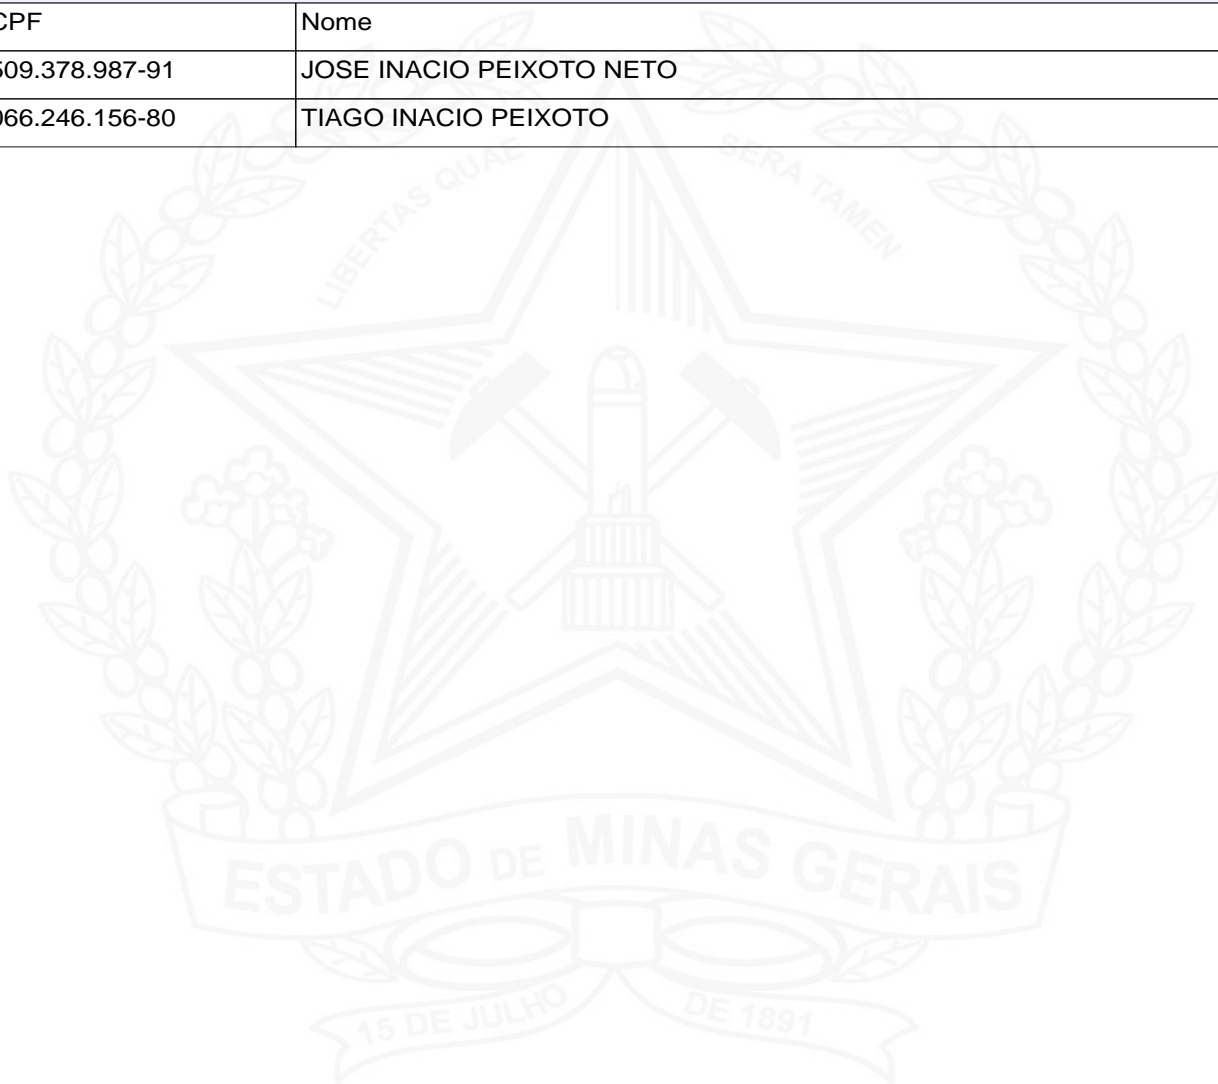 CPF Nome
509.378.987-91 JOSE INACIO PEIXOTO NETO
066.246.156-80 TIAGO INACIO PEIXOTO
LIBERTAS QUAE SERA TAMEN
ESTADO DE MINAS GERAIS
15 DE JULHO DE 1891